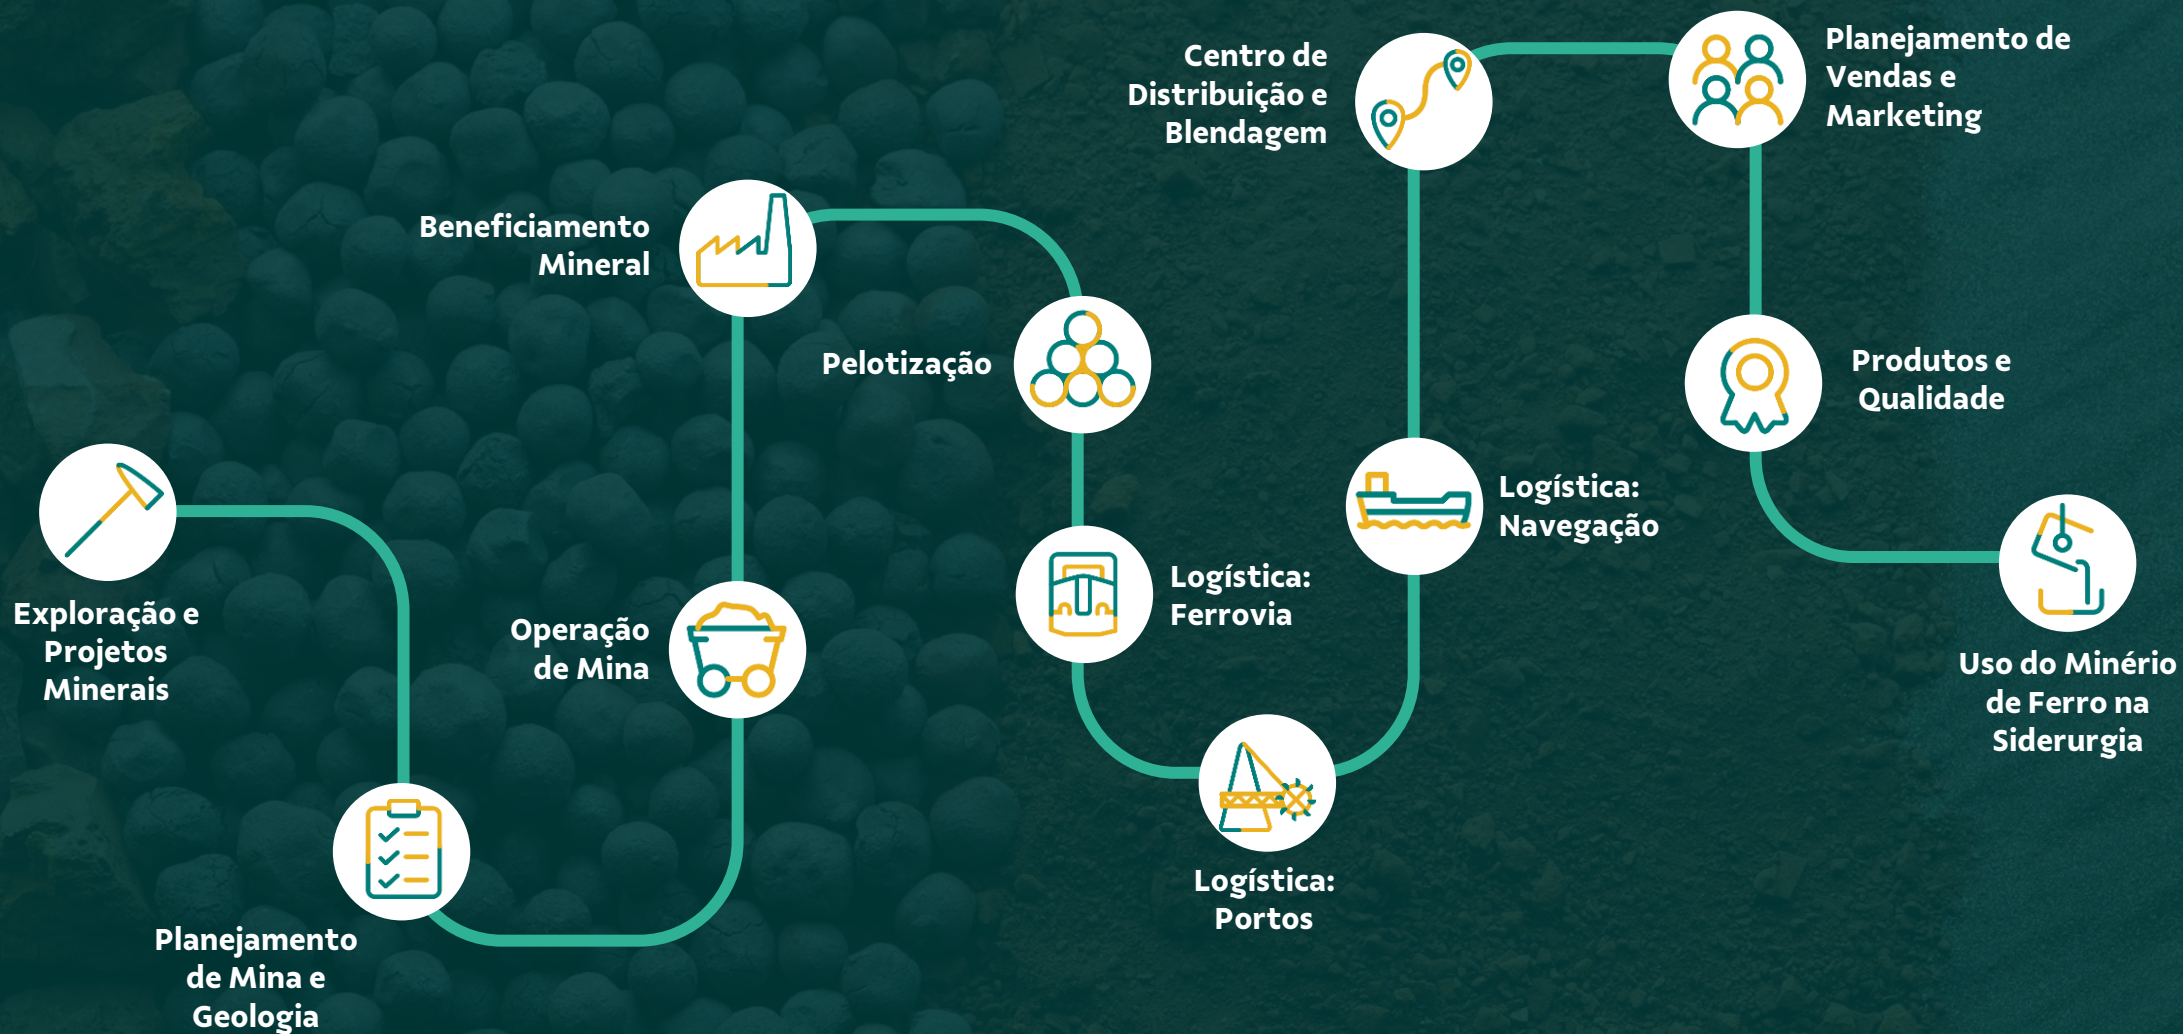 Exploração e
Projetos
Minerais
Planejamento
de Mina e
Geologia
Operação
de Mina
Beneficiamento
Mineral
Pelotização
Logística:
Ferrovia
Logística:
Portos
Logística:
Navegação
Centro de
Distribuição e
Blendagem
Planejamento de
Vendas e
Marketing
Produtos e
Qualidade
Uso do Minério
de Ferro na
Siderurgia